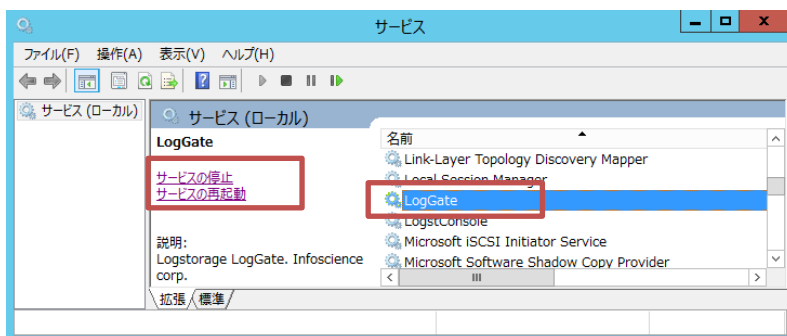 サービス
ファイル(F) 操作(A) 表示(V) ヘルプ(H)
サービス (ローカル)
サービス (ローカル)
LogGate
サービスの停止
サービスの再起動
説明:
Logstorage LogGate. Infoscience
corp.
名前
Link-Layer Topology Discovery Mapper
Local Session Manager
LogGate
LogstConsole
Microsoft iSCSI Initiator Service
Microsoft Software Shadow Copy Provider
拡張 標準